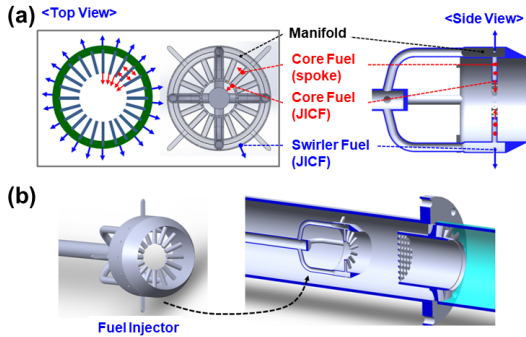 (a)
<Top View>
<Side View>
Manifold
Core Fuel
(spoke)
Core Fuel
(JICF)
Swirler Fuel
(JICF)
(b)
Fuel Injector